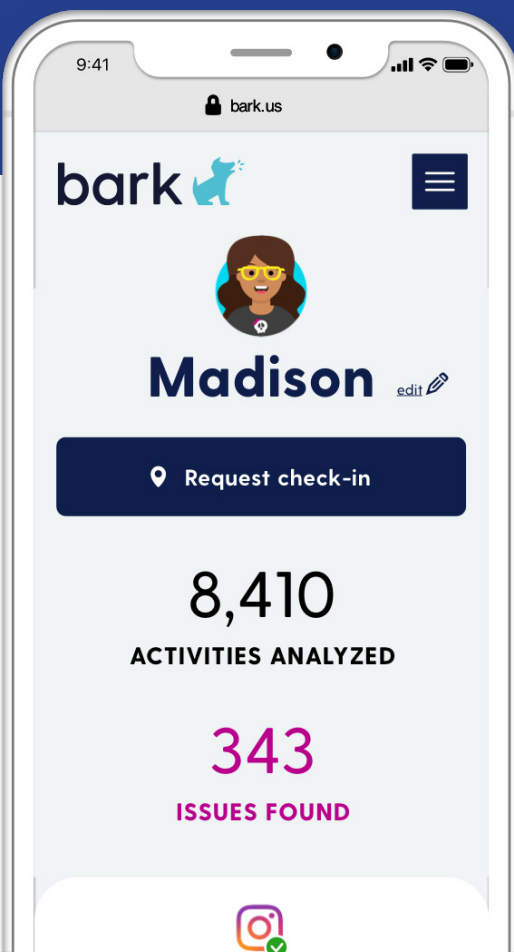 9:41
bark.us
bark
Madison edit
Request check-in
8,410
ACTIVITIES ANALYZED
343
ISSUES FOUND